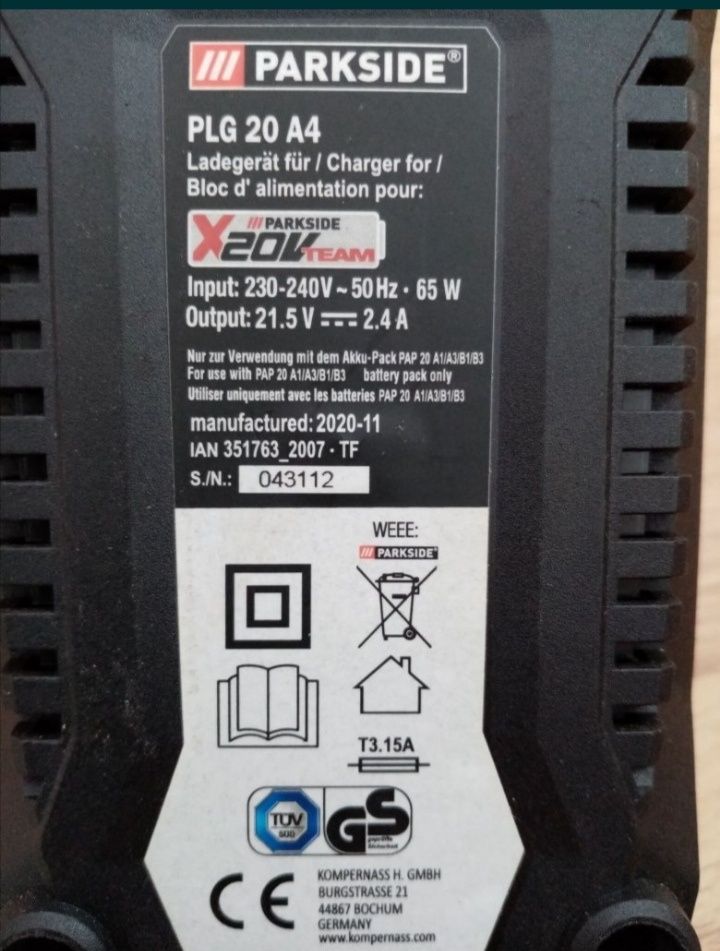 PARKSIDE®
PLG 20 A4
Ladegerät für / Charger for /
Bloc d' alimentation pour:
PARKSIDE
X20V TEAM
Input: 230-240V ~ 50 Hz · 65 W
Output: 21.5 V ⎓ 2.4 A
Nur zur Verwendung mit dem Akku-Pack PAP 20 A1/A3/B1/B3
For use with PAP 20 A1/A3/B1/B3 battery pack only
Utiliser uniquement avec les batteries PAP 20 A1/A3/B1/B3
manufactured: 2020-11
IAN 351763_2007 · TF
S./N.: 043112
WEEE:
PARKSIDE
T3.15A
TÜV
SÜD
GS
geprüfte
Sicherheit
CE
KOMPERNASS H. GMBH
BURGSTRASSE 21
44867 BOCHUM
GERMANY
www.kompernass.com